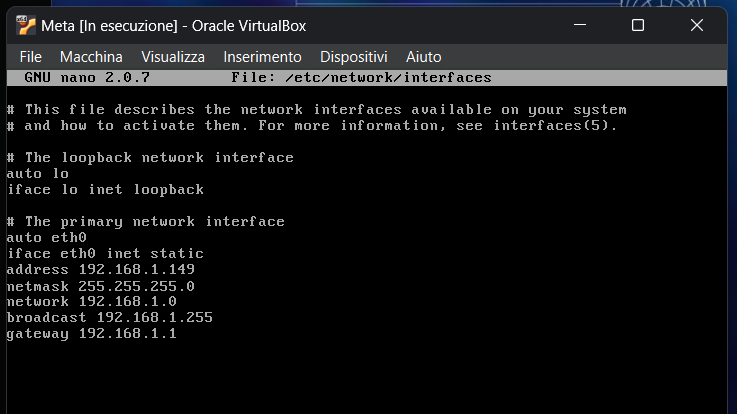 Meta [In esecuzione] - Oracle VirtualBox
File Macchina Visualizza Inserimento Dispositivi Aiuto
GNU nano 2.0.7 File: /etc/network/interfaces
# This file describes the network interfaces available on your system
# and how to activate them. For more information, see interfaces(5).
# The loopback network interface
auto lo
iface lo inet loopback
# The primary network interface
auto eth0
iface eth0 inet static
address 192.168.1.149
netmask 255.255.255.0
network 192.168.1.0
broadcast 192.168.1.255
gateway 192.168.1.1